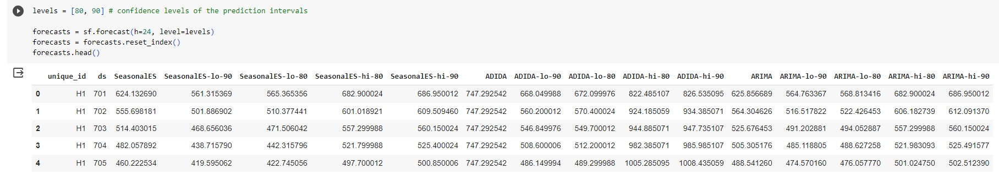 levels = [80, 90] # confidence levels of the prediction intervals
forecasts = sf.forecast(h=24, level=levels)
forecasts = forecasts.reset_index()
forecasts.head()
unique_id ds SeasonalES SeasonalES-lo-90 SeasonalES-lo-80 SeasonalES-hi-80 SeasonalES-hi-90 ADIDA ADIDA-lo-90 ADIDA-lo-80 ADIDA-hi-80 ADIDA-hi-90 ARIMA ARIMA-lo-90 ARIMA-lo-80 ARIMA-hi-80 ARIMA-hi-90
0 H1 701 624.132690 561.315369 565.365356 682.900024 686.950012 747.292542 668.049988 672.099976 822.485107 826.535095 625.856689 564.763367 568.813416 682.900024 686.950012
1 H1 702 555.698181 501.886902 510.377441 601.018921 609.509460 747.292542 560.200012 570.400024 924.185059 934.385071 564.304626 516.517822 522.426453 606.182739 612.091370
2 H1 703 514.403015 468.656036 471.506042 557.299988 560.150024 747.292542 546.849976 549.700012 944.885071 947.735107 525.676453 491.202881 494.052887 557.299988 560.150024
3 H1 704 482.057892 438.715790 442.315796 521.799988 525.400024 747.292542 508.600006 512.200012 982.385071 985.985107 505.305176 485.118805 488.627258 521.983093 525.491577
4 H1 705 460.222534 419.595062 422.745056 497.700012 500.850006 747.292542 486.149994 489.299988 1005.285095 1008.435059 488.541260 474.570160 476.057770 501.024750 502.512390